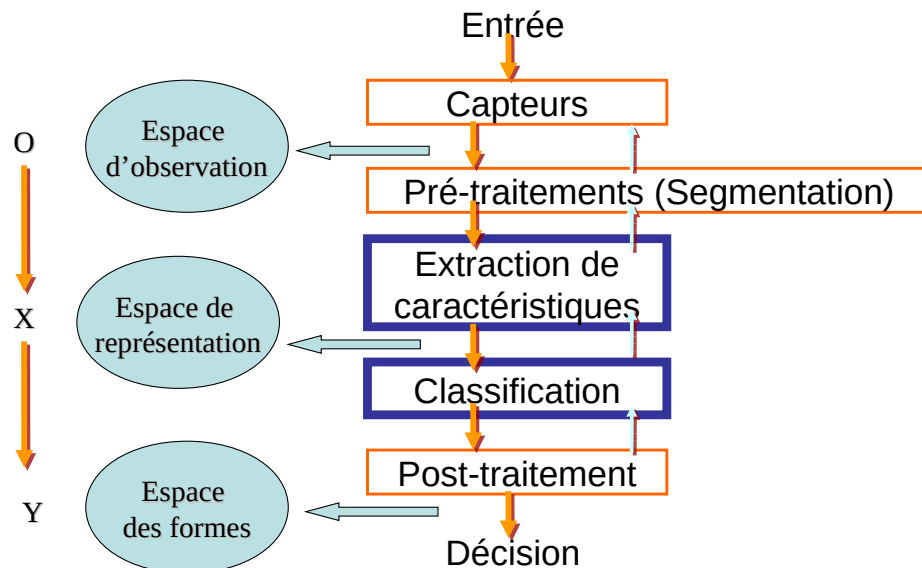 Entrée
Capteurs
Espace
d’observation
O
Pré-traitements (Segmentation)
Extraction de
caractéristiques
X
Espace de
représentation
Classification
Post-traitement
Espace
des formes
Y
Décision